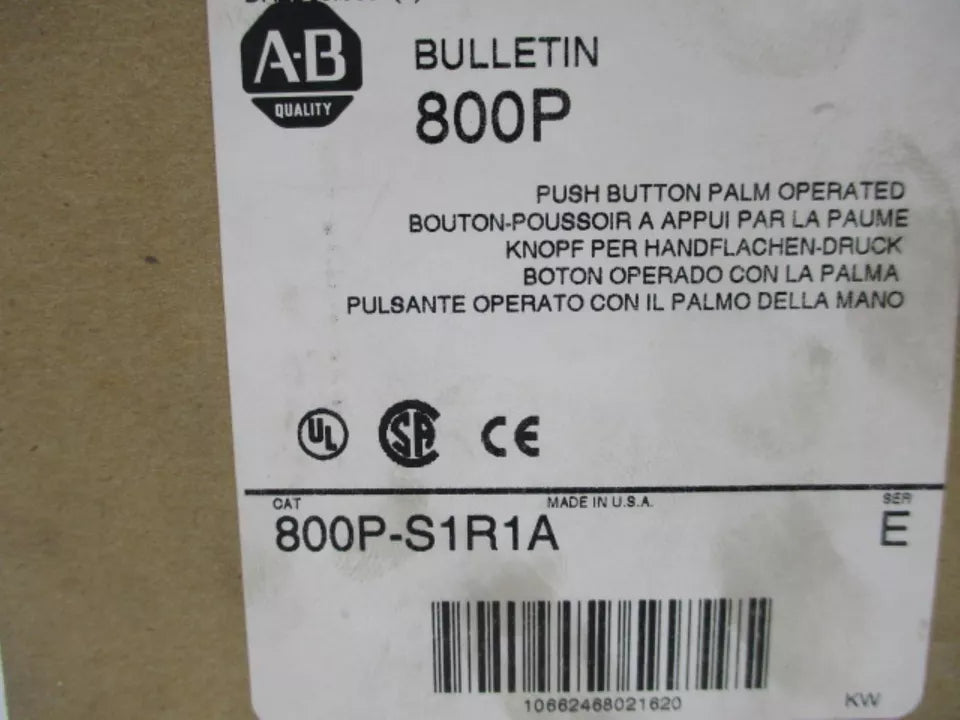 A-B
QUALITY
BULLETIN
800P
PUSH BUTTON PALM OPERATED
BOUTON-POUSSOIR A APPUI PAR LA PAUME
KNOPF PER HANDFLACHEN-DRUCK
BOTON OPERADO CON LA PALMA
PULSANTE OPERATO CON IL PALMO DELLA MANO
UL SA CE
CAT MADE IN U.S.A. SER
800P-S1R1A E
10662468021620 KW